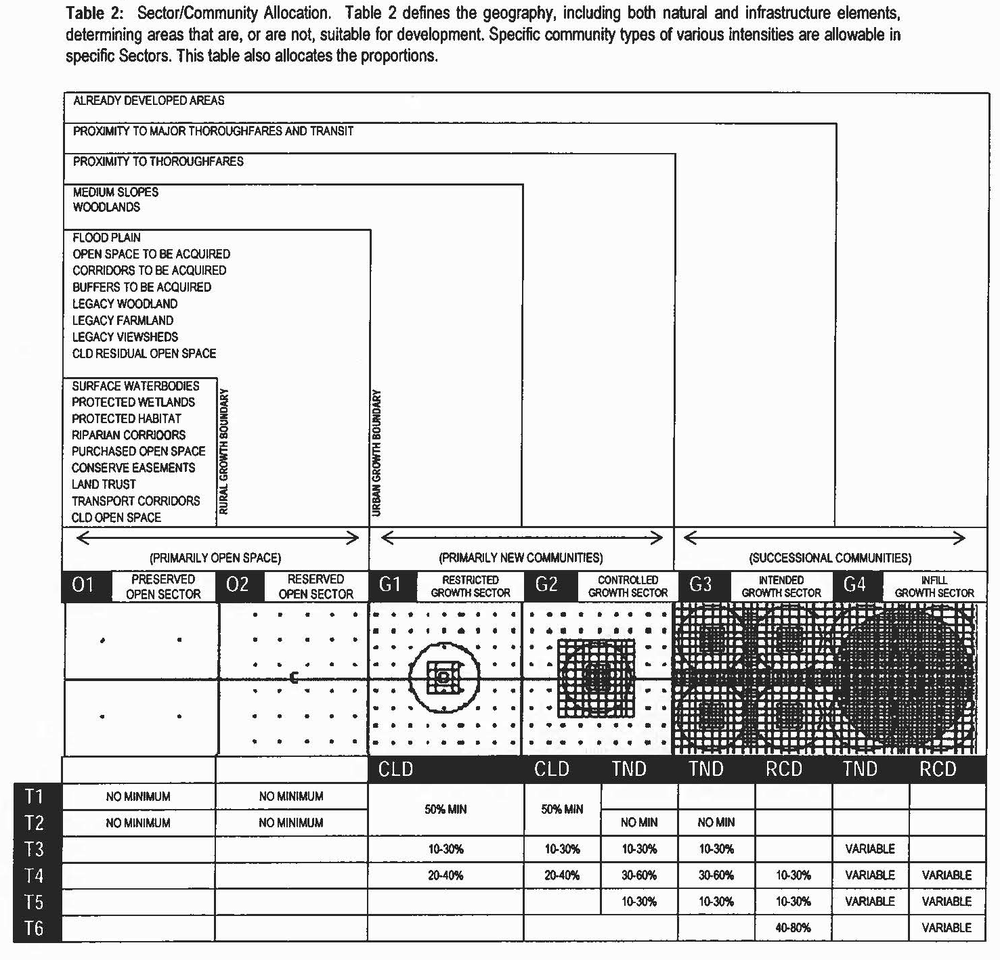 Table 2: Sector/Community Allocation. Table 2 defines the geography, including both natural and infrastructure elements,
determining areas that are, or are not, suitable for development. Specific community types of various intensities are allowable in
specific Sectors. This table also allocates the proportions.
ALREADY DEVELOPED AREAS
PROXIMITY TO MAJOR THOROUGHFARES AND TRANSIT
PROXIMITY TO THOROUGHFARES
MEDIUM SLOPES
WOODLANDS
FLOOD PLAIN
OPEN SPACE TO BE ACQUIRED
CORRIDORS TO BE ACQUIRED
BUFFERS TO BE ACQUIRED
LEGACY WOODLAND
LEGACY FARMLAND
LEGACY VIEWSHEDS
CLD RESIDUAL OPEN SPACE
SURFACE WATERBODIES
PROTECTED WETLANDS
PROTECTED HABITAT
RIPARIAN CORRIDORS
PURCHASED OPEN SPACE
CONSERVE EASEMENTS
LAND TRUST
TRANSPORT CORRIDORS
CLD OPEN SPACE
RURAL GROWTH BOUNDARY
URBAN GROWTH BOUNDARY
(PRIMARILY OPEN SPACE) (PRIMARILY NEW COMMUNITIES) (SUCCESSIONAL COMMUNITIES)
O1 PRESERVED
OPEN SECTOR
O2 RESERVED
OPEN SECTOR
G1 RESTRICTED
GROWTH SECTOR
G2 CONTROLLED
GROWTH SECTOR
G3 INTENDED
GROWTH SECTOR
G4 INFILL
GROWTH SECTOR
CLD CLD TND TND RCD TND RCD
T1 NO MINIMUM NO MINIMUM
50% MIN 50% MIN
T2 NO MINIMUM NO MINIMUM NO MIN NO MIN
T3 10-30% 10-30% 10-30% 10-30% VARIABLE
T4 20-40% 20-40% 30-60% 30-60% 10-30% VARIABLE VARIABLE
T5 10-30% 10-30% 10-30% VARIABLE VARIABLE
T6 40-80% VARIABLE